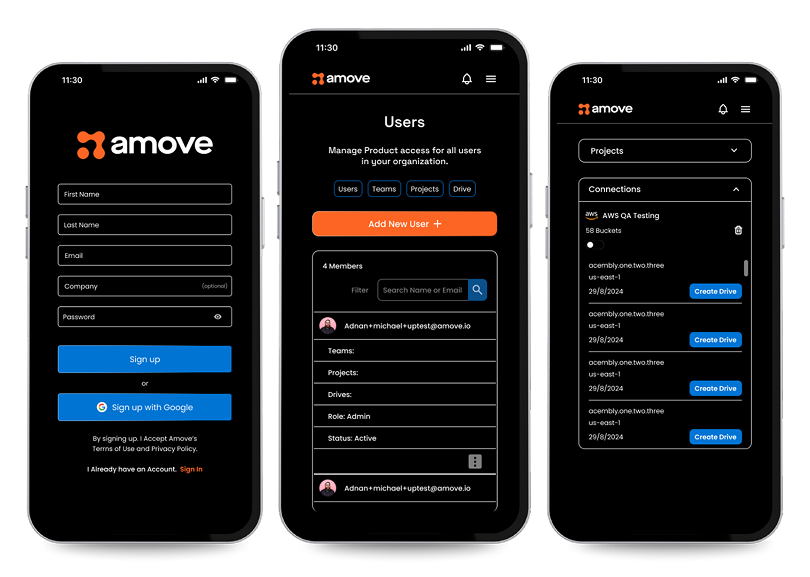 11:30
amove
First Name
Last Name
Email
Company (optional)
Password
Sign up
or
Sign up with Google
By signing up. I Accept Amove's
Terms of Use and Privacy Policy.
I Already have an Account. Sign In
11:30
amove
Users
Manage Product access for all users
in your organization.
Users Teams Projects Drive
Add New User +
4 Members
Filter Search Name or Email
Adnan+michael+uptest@amove.io
Teams:
Projects:
Drives:
Role: Admin
Status: Active
Adnan+michael+uptest@amove.io
11:30
amove
Projects
Connections
aws AWS QA Testing
58 Buckets
acembly.one.two.three
us-east-1
29/8/2024 Create Drive
acembly.one.two.three
us-east-1
29/8/2024 Create Drive
acembly.one.two.three
us-east-1
29/8/2024 Create Drive
acembly.one.two.three
us-east-1
29/8/2024 Create Drive